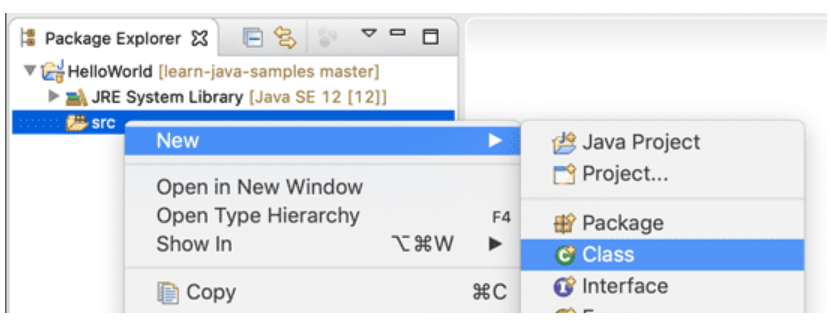 Package Explorer
HelloWorld [learn-java-samples master]
JRE System Library [Java SE 12 [12]]
src
New
Open in New Window
Open Type Hierarchy F4
Show In ⌥⌘W
Copy ⌘C
Java Project
Project...
Package
Class
Interface